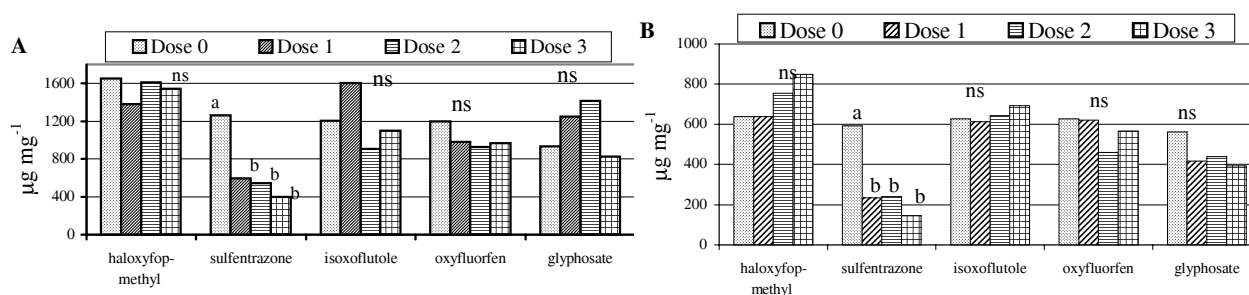 A
Dose 0 Dose 1 Dose 2 Dose 3
µg mg-1
1600
1200
800
400
0
ns
a
b
b
b
ns
ns
ns
haloxyfop-
methyl
sulfentrazone
isoxoflutole
oxyfluorfen
glyphosate
B
Dose 0 Dose 1 Dose 2 Dose 3
µg mg-1
1000
800
600
400
200
0
ns
a
b b
b
ns
ns
ns
haloxyfop-
methyl
sulfentrazone
isoxoflutole
oxyfluorfen
glyphosate